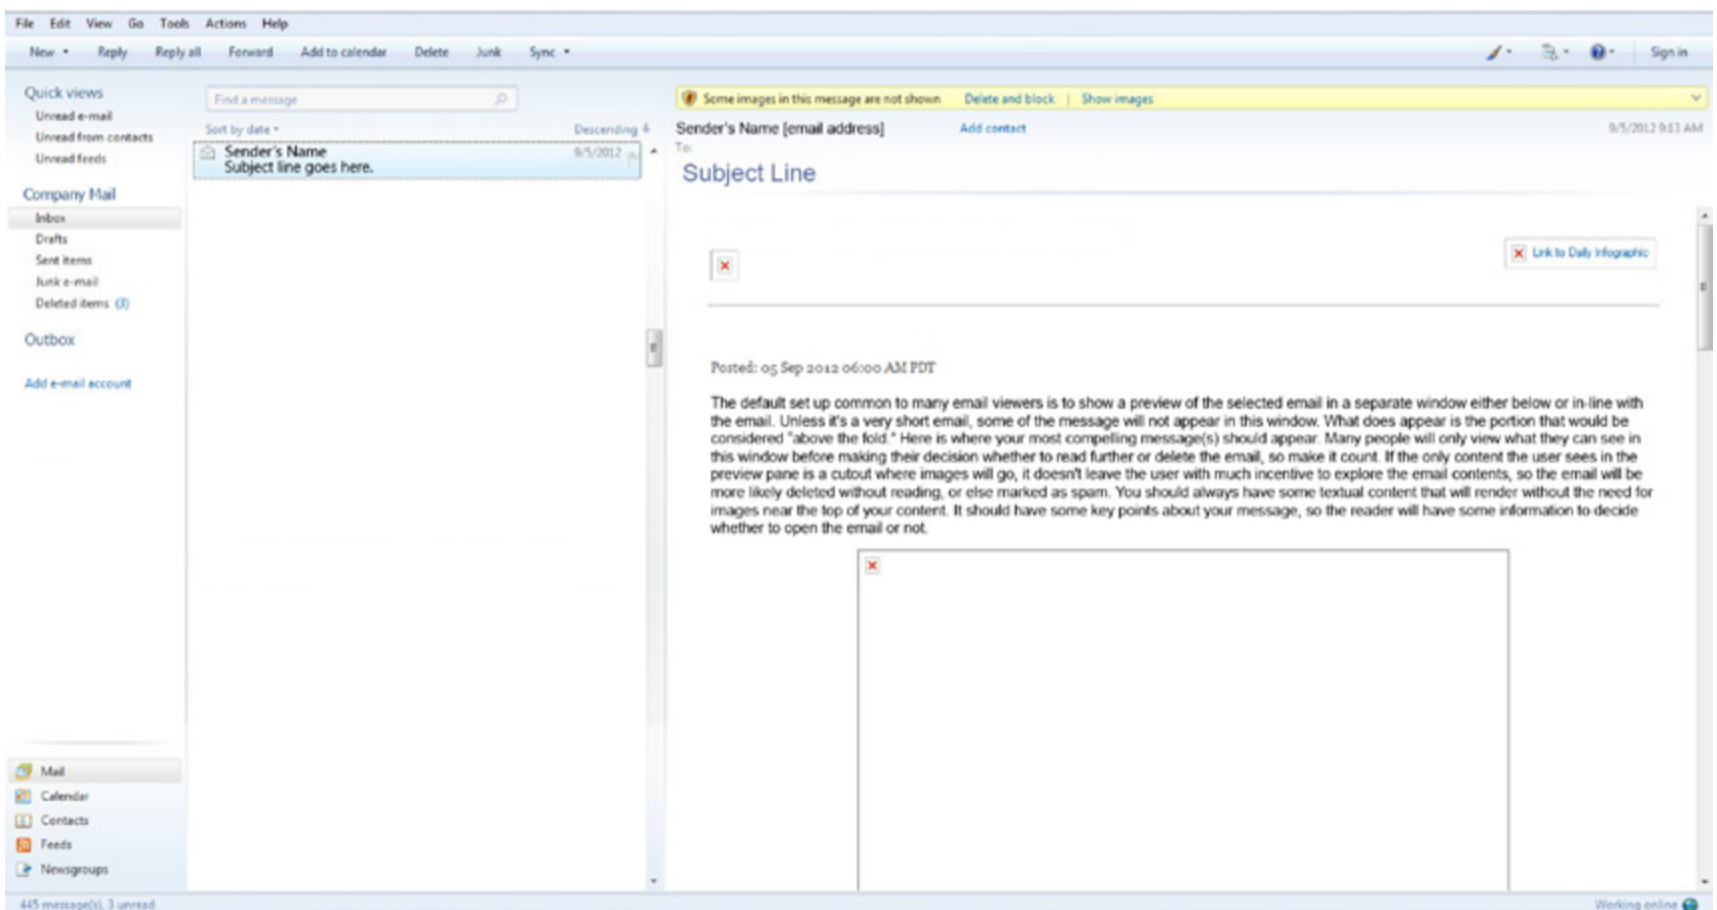 File Edit View Go Tools Actions Help
New Reply Reply all Forward Add to calendar Delete Junk Sync Sign in
Quick views
Unread e-mail
Unread from contacts
Unread feeds
Company Mail
Inbox
Drafts
Sent items
Junk e-mail
Deleted items (3)
Outbox
Add e-mail account
Mail
Calendar
Contacts
Feeds
Newsgroups
Find a message
Sort by date Descending
Sender's Name 9/5/2012
Subject line goes here.
Some images in this message are not shown Delete and block | Show images
Sender's Name [email address] Add contact 9/5/2012 9:13 AM
To:
Subject Line
Link to Daily Infographic
Posted: 05 Sep 2012 06:00 AM PDT
The default set up common to many email viewers is to show a preview of the selected email in a separate window either below or in-line with
the email. Unless it's a very short email, some of the message will not appear in this window. What does appear is the portion that would be
considered "above the fold." Here is where your most compelling message(s) should appear. Many people will only view what they can see in
this window before making their decision whether to read further or delete the email, so make it count. If the only content the user sees in the
preview pane is a cutout where images will go, it doesn't leave the user with much incentive to explore the email contents, so the email will be
more likely deleted without reading, or else marked as spam. You should always have some textual content that will render without the need for
images near the top of your content. It should have some key points about your message, so the reader will have some information to decide
whether to open the email or not.
445 message(s), 3 unread Working online